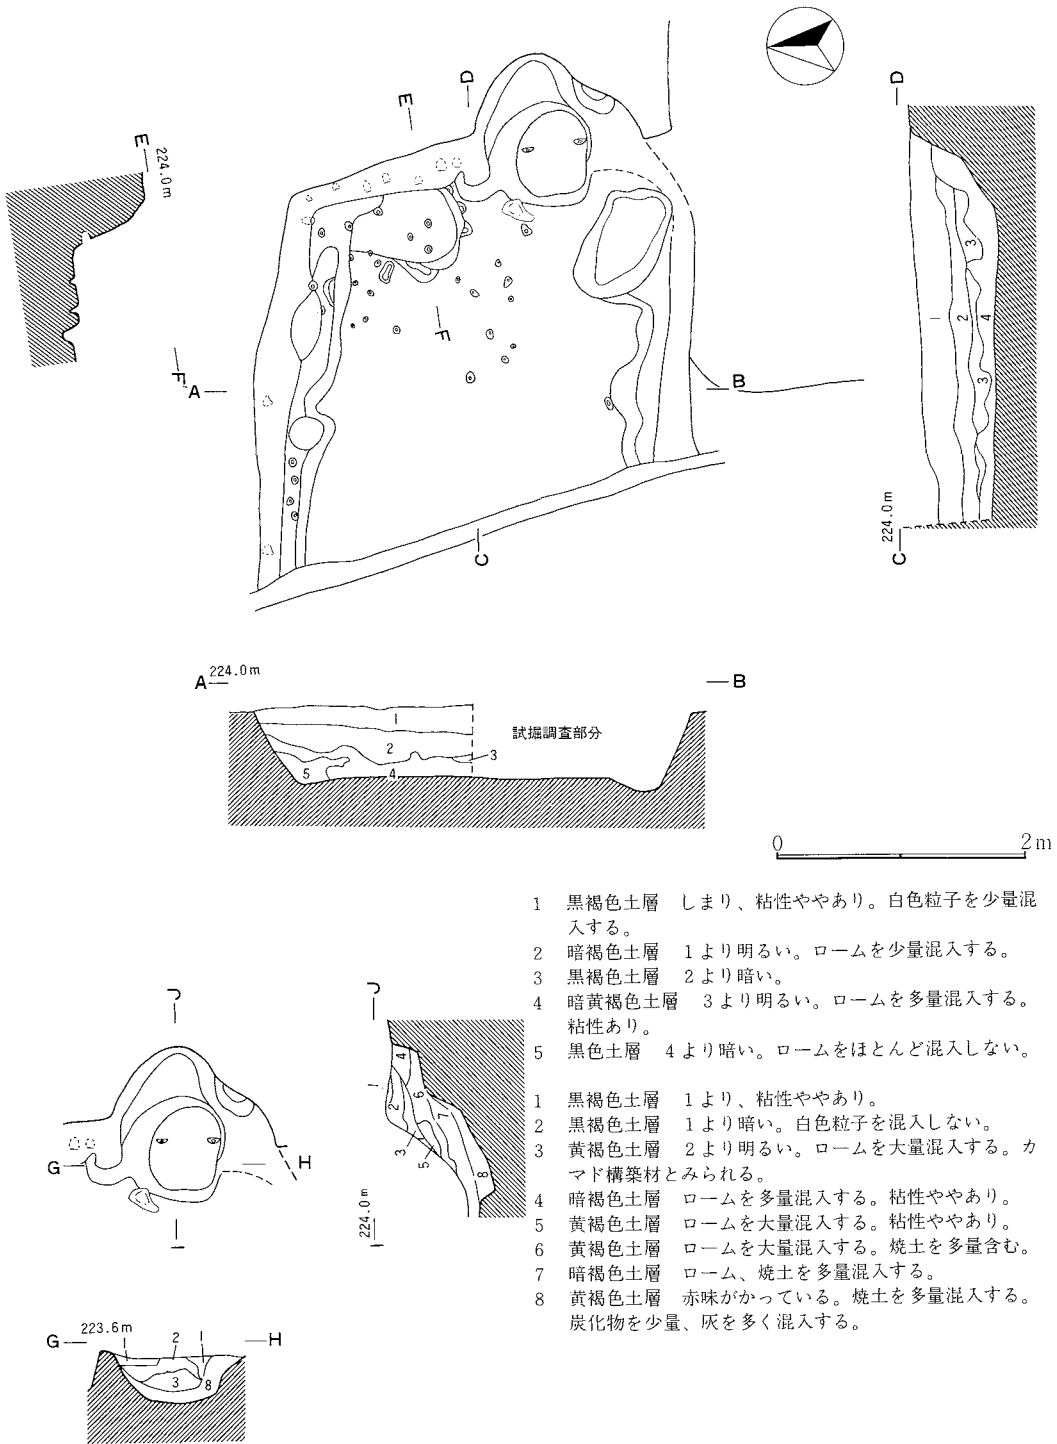 D
E
D
E
224.0m
F
F
A
B
C
1
2
3
4
3
224.0m
C
A 224.0m
B
1
2
3
4
5
試掘調査部分
0 2m
1 黒褐色土層 しまり、粘性ややあり。白色粒子を少量混
入する。
2 暗褐色土層 1より明るい。ロームを少量混入する。
3 黒褐色土層 2より暗い。
4 暗黄褐色土層 3より明るい。ロームを多量混入する。
粘性あり。
5 黒色土層 4より暗い。ロームをほとんど混入しない。
1 黒褐色土層 1より、粘性ややあり。
2 黒褐色土層 1より暗い。白色粒子を混入しない。
3 黄褐色土層 2より明るい。ロームを大量混入する。カ
マド構築材とみられる。
4 暗褐色土層 ロームを多量混入する。粘性ややあり。
5 黄褐色土層 ロームを大量混入する。粘性ややあり。
6 黄褐色土層 ロームを大量混入する。焼土を多量含む。
7 暗褐色土層 ローム、焼土を多量混入する。
8 黄褐色土層 赤味がかっている。焼土を多量混入する。
炭化物を少量、灰を多く混入する。
J
G
H
I
J
1
4
2
6
7
3
5
8
224.0m
I
G 223.6m
H
1
2
1
3
8